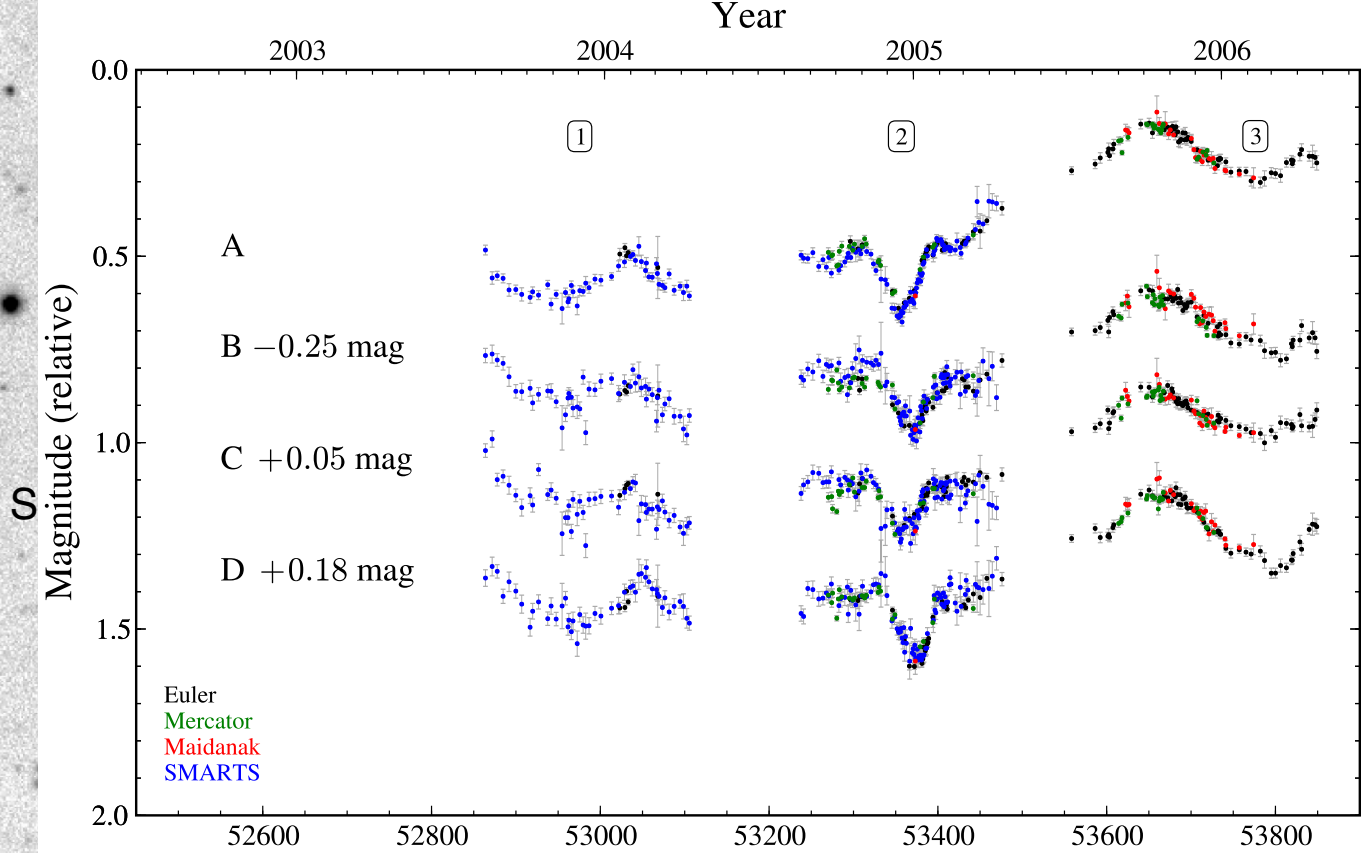 Year
2003 2004 2005 2006
0.0
1 2 3
A
0.5
B −0.25 mag
C +0.05 mag
1.0
S
D +0.18 mag
1.5
Magnitude (relative)
Euler
Mercator
Maidanak
SMARTS
2.0
52600 52800 53000 53200 53400 53600 53800